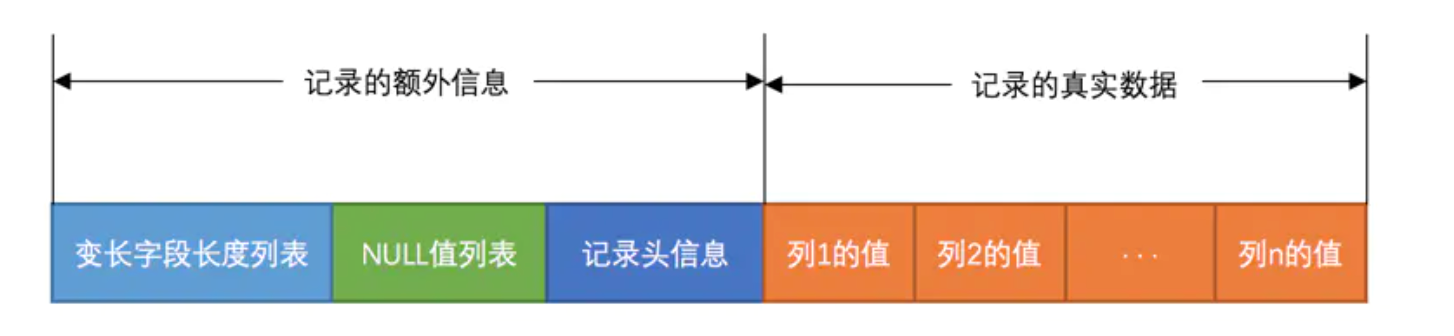 记录的额外信息
记录的真实数据
变长字段长度列表
NULL值列表
记录头信息
列1的值
列2的值
...
列n的值